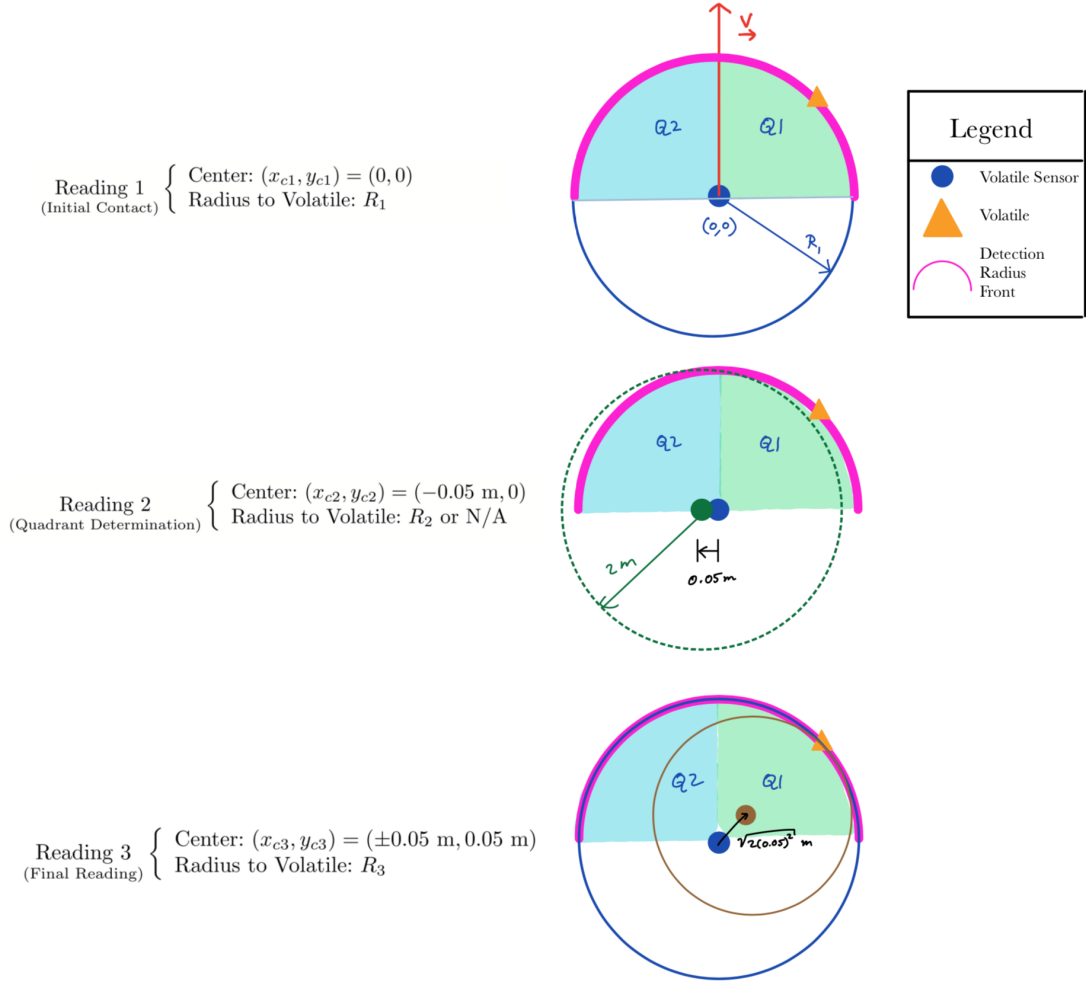 V
Q2 Q1
Legend
Volatile Sensor
Volatile
Detection
Radius
Front
Reading 1
(Initial Contact)
Center: (x_{c1}, y_{c1}) = (0, 0)
Radius to Volatile: R_1
(0,0)
R_1
Q2 Q1
Reading 2
(Quadrant Determination)
Center: (x_{c2}, y_{c2}) = (−0.05 m, 0)
Radius to Volatile: R_2 or N/A
2m
0.05m
Q2 Q1
Reading 3
(Final Reading)
Center: (x_{c3}, y_{c3}) = (±0.05 m, 0.05 m)
Radius to Volatile: R_3
√2(0.05)² m